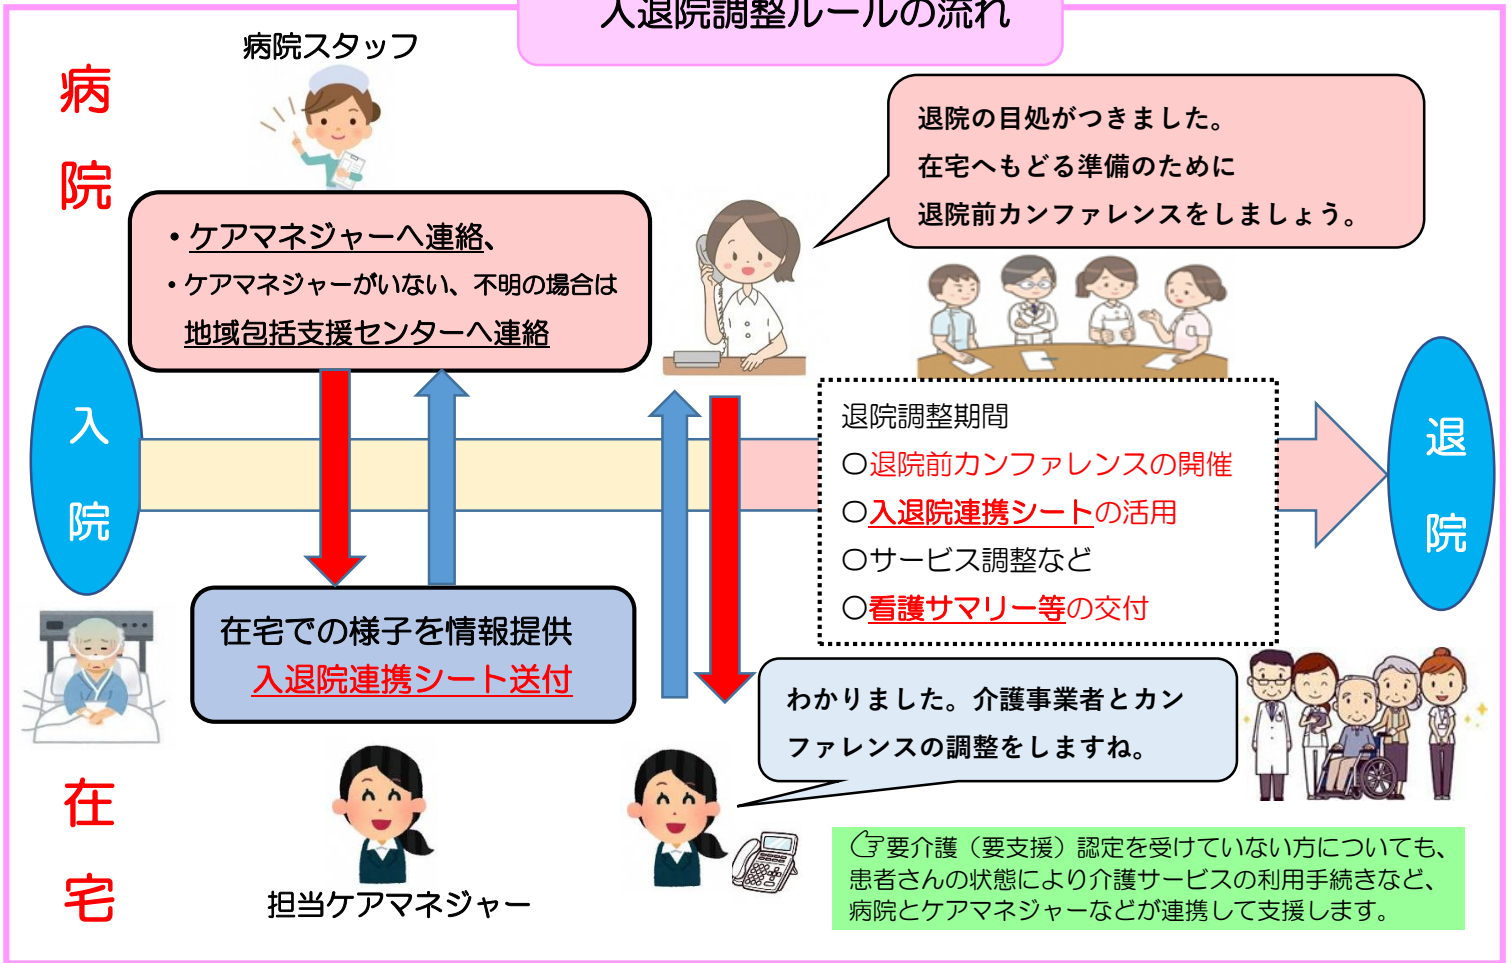 入退院調整ルールの流れ
病院スタッフ
病
院
・ケアマネジャーへ連絡、
・ケアマネジャーがいない、不明の場合は
地域包括支援センターへ連絡
退院の目処がつきました。
在宅へもどる準備のために
退院前カンファレンスをしましょう。
入
院
退院調整期間
〇退院前カンファレンスの開催
〇入退院連携シートの活用
〇サービス調整など
〇看護サマリー等の交付
退
院
在宅での様子を情報提供
入退院連携シート送付
わかりました。介護事業者とカン
ファレンスの調整をしますね。
在
宅
担当ケアマネジャー
☞要介護（要支援）認定を受けていない方についても、
患者さんの状態により介護サービスの利用手続きなど、
病院とケアマネジャーなどが連携して支援します。